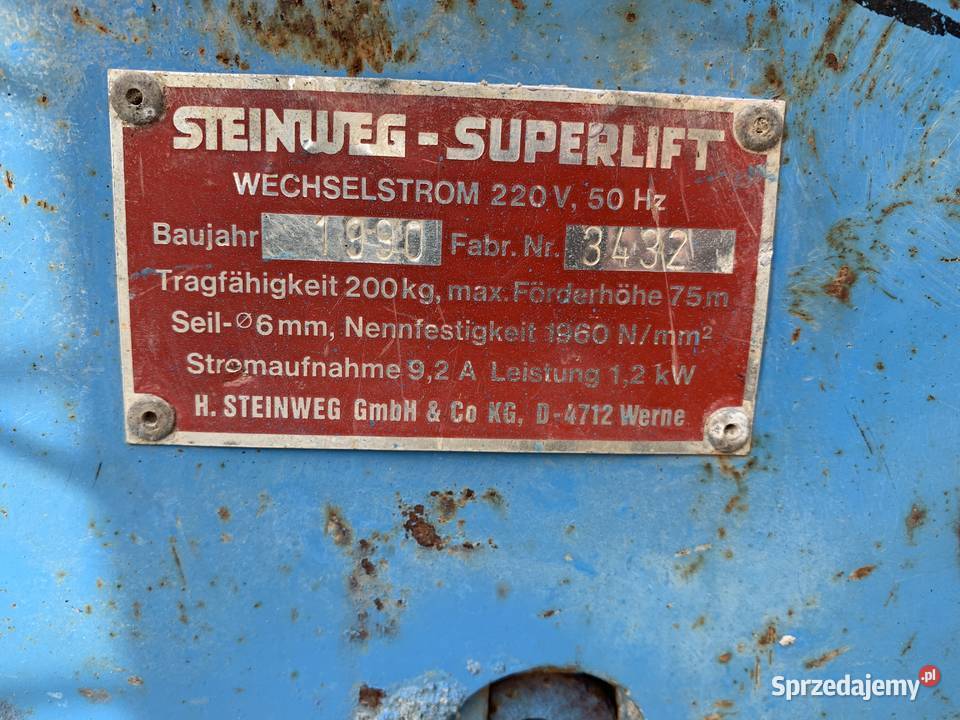 STEINWEG - SUPERLIFT
WECHSELSTROM 220 V, 50 Hz
Baujahr 1990 Fabr. Nr. 3432
Tragfähigkeit 200 kg, max. Förderhöhe 75 m
Seil-Ø 6 mm, Nennfestigkeit 1960 N/mm²
Stromaufnahme 9,2 A Leistung 1,2 kW
H. STEINWEG GmbH & Co KG, D-4712 Werne
Sprzedajemy.pl